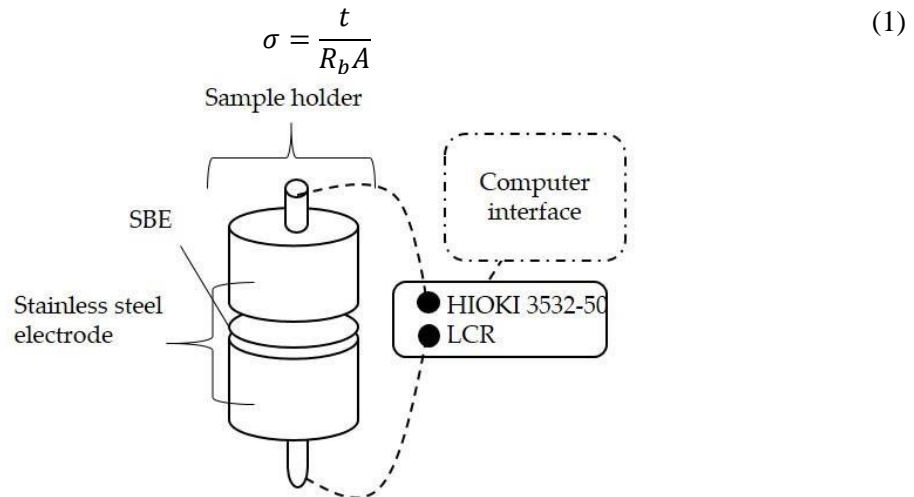 σ = t / R_b A (1)
Sample holder
Computer
interface
SBE
HIOKI 3532-50
Stainless steel
electrode
LCR